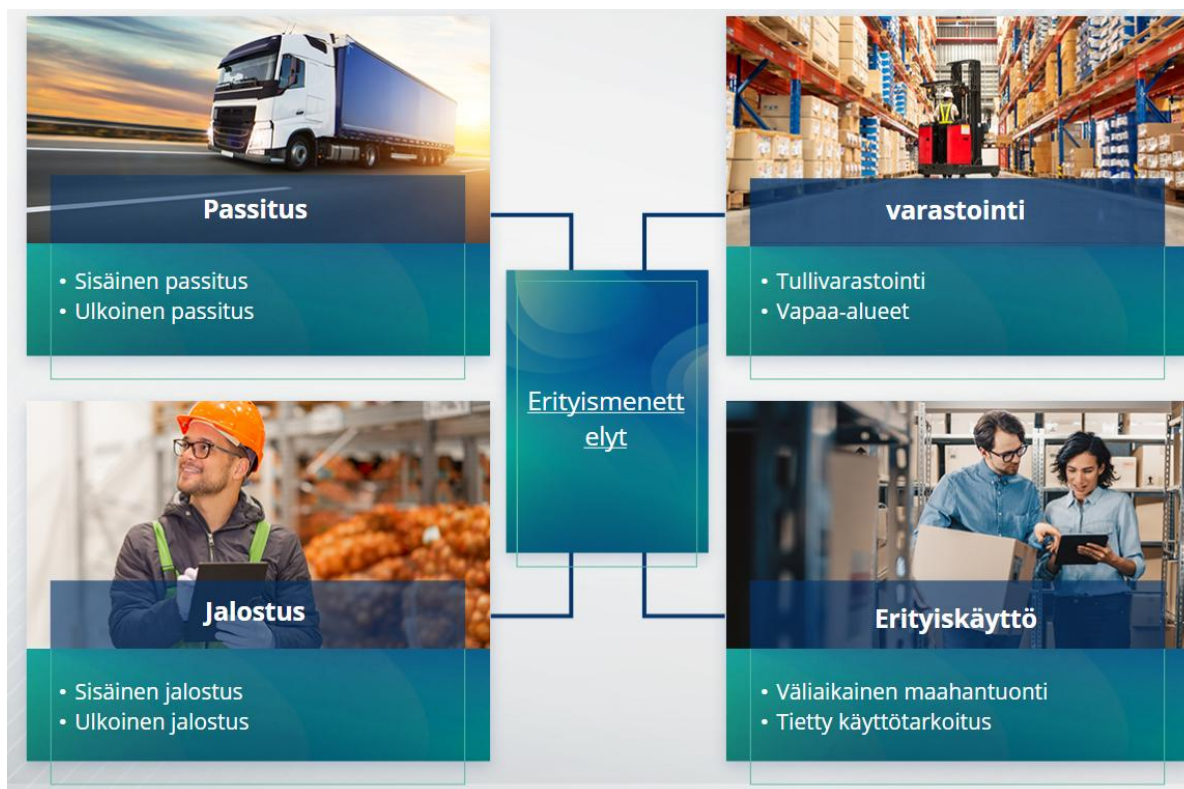 Passitus
• Sisäinen passitus
• Ulkoinen passitus
varastointi
• Tullivarastointi
• Vapaa-alueet
Erityismenett
elyt
Jalostus
• Sisäinen jalostus
• Ulkoinen jalostus
Erityiskäyttö
• Väliaikainen maahantuonti
• Tietty käyttötarkoitus